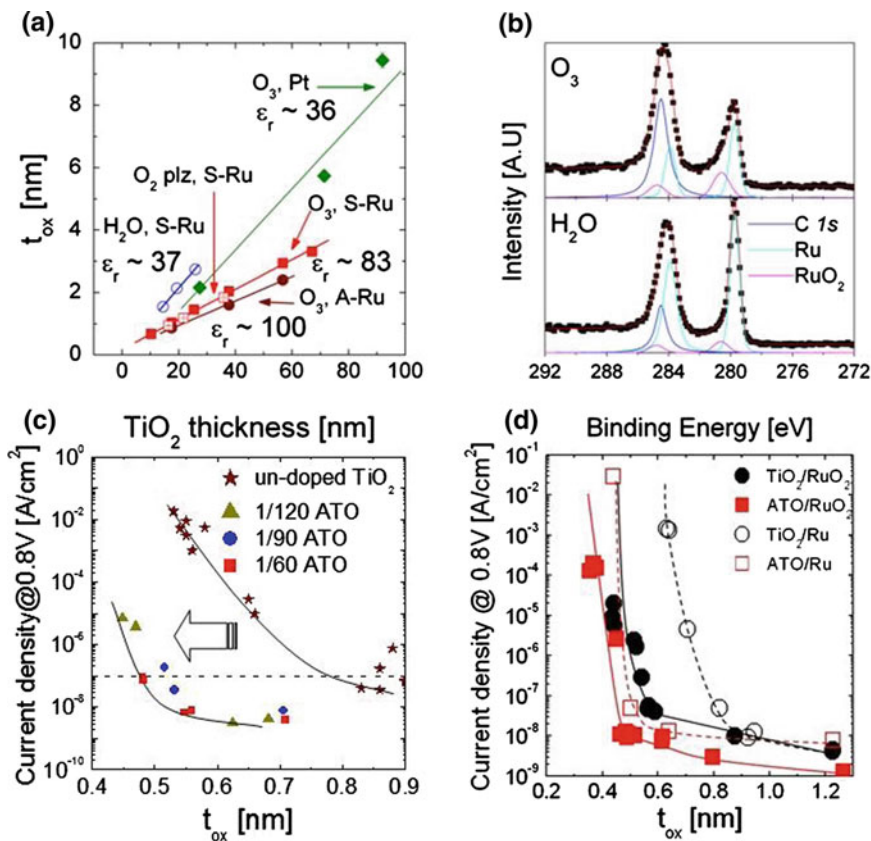 (a)
t_ox [nm]
10
8
6
4
2
0
O₃, Pt
ε_r ~ 36
O₂ plz, S-Ru
H₂O, S-Ru
ε_r ~ 37
O₃, S-Ru
ε_r ~ 83
O₃, A-Ru
ε_r ~ 100
0 20 40 60 80 100
TiO₂ thickness [nm]
(b)
Intensity [A.U]
O₃
H₂O
C 1s
Ru
RuO₂
292 288 284 280 276 272
Binding Energy [eV]
(c)
Current density@0.8V [A/cm²]
10⁰
10⁻²
10⁻⁴
10⁻⁶
10⁻⁸
10⁻¹⁰
un-doped TiO₂
1/120 ATO
1/90 ATO
1/60 ATO
0.4 0.5 0.6 0.7 0.8 0.9
t_ox [nm]
(d)
Current density @ 0.8V [A/cm²]
10⁻¹
10⁻²
10⁻³
10⁻⁴
10⁻⁵
10⁻⁶
10⁻⁷
10⁻⁸
10⁻⁹
TiO₂/RuO₂
ATO/RuO₂
TiO₂/Ru
ATO/Ru
0.2 0.4 0.6 0.8 1.0 1.2
t_ox [nm]